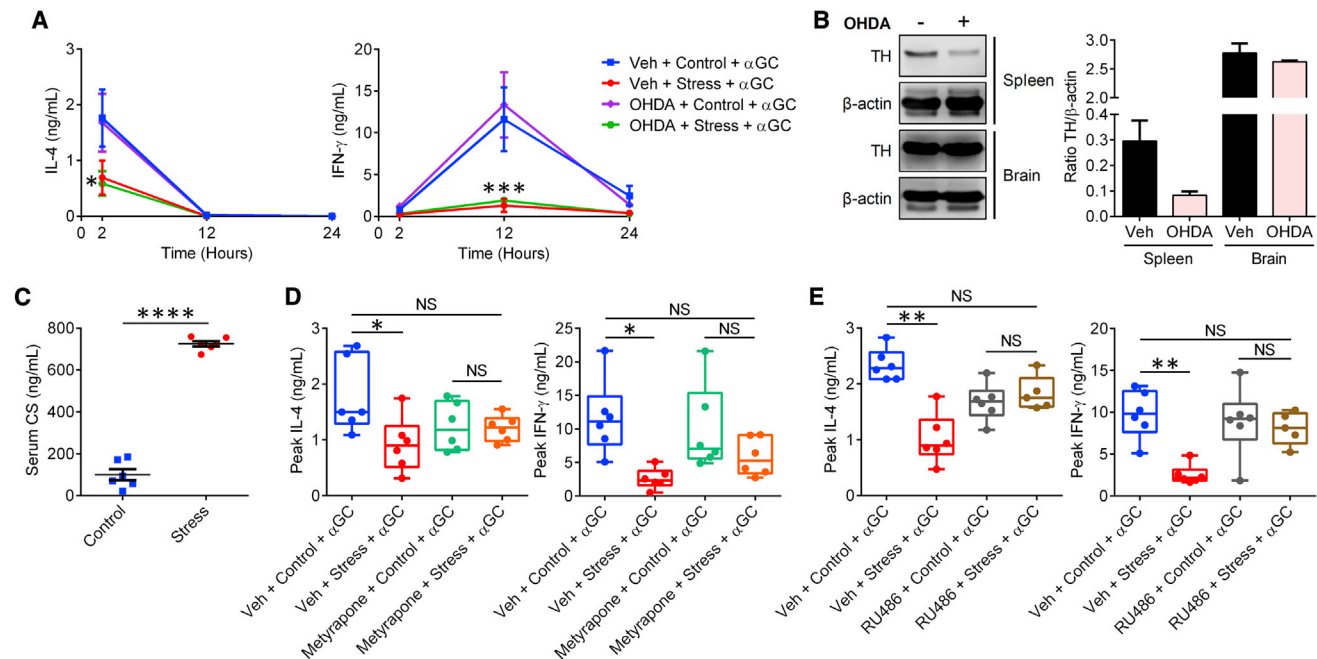 A
IL-4 (ng/mL)
3
2
1
0
0 2 12 24
Time (Hours)
*
IFN-γ (ng/mL)
20
15
10
5
0
0 2 12 24
Time (Hours)
***
Veh + Control + αGC
Veh + Stress + αGC
OHDA + Control + αGC
OHDA + Stress + αGC
B
OHDA - +
TH
β-actin
Spleen
TH
β-actin
Brain
Ratio TH/β-actin
3.0
2.5
2.0
0.4
0.3
0.2
0.1
0.0
Veh OHDA Veh OHDA
Spleen Brain
C
****
Serum CS (ng/mL)
800
600
400
200
0
Control
Stress
D
NS
*
NS
Peak IL-4 (ng/mL)
3
2
1
0
Veh + Control + αGC
Veh + Stress + αGC
Metyrapone + Control + αGC
Metyrapone + Stress + αGC
NS
*
NS
Peak IFN-γ (ng/mL)
25
20
15
10
5
0
Veh + Control + αGC
Veh + Stress + αGC
Metyrapone + Control + αGC
Metyrapone + Stress + αGC
E
NS
**
NS
Peak IL-4 (ng/mL)
4
3
2
1
0
Veh + Control + αGC
Veh + Stress + αGC
RU486 + Control + αGC
RU486 + Stress + αGC
NS
**
NS
Peak IFN-γ (ng/mL)
20
15
10
5
0
Veh + Control + αGC
Veh + Stress + αGC
RU486 + Control + αGC
RU486 + Stress + αGC